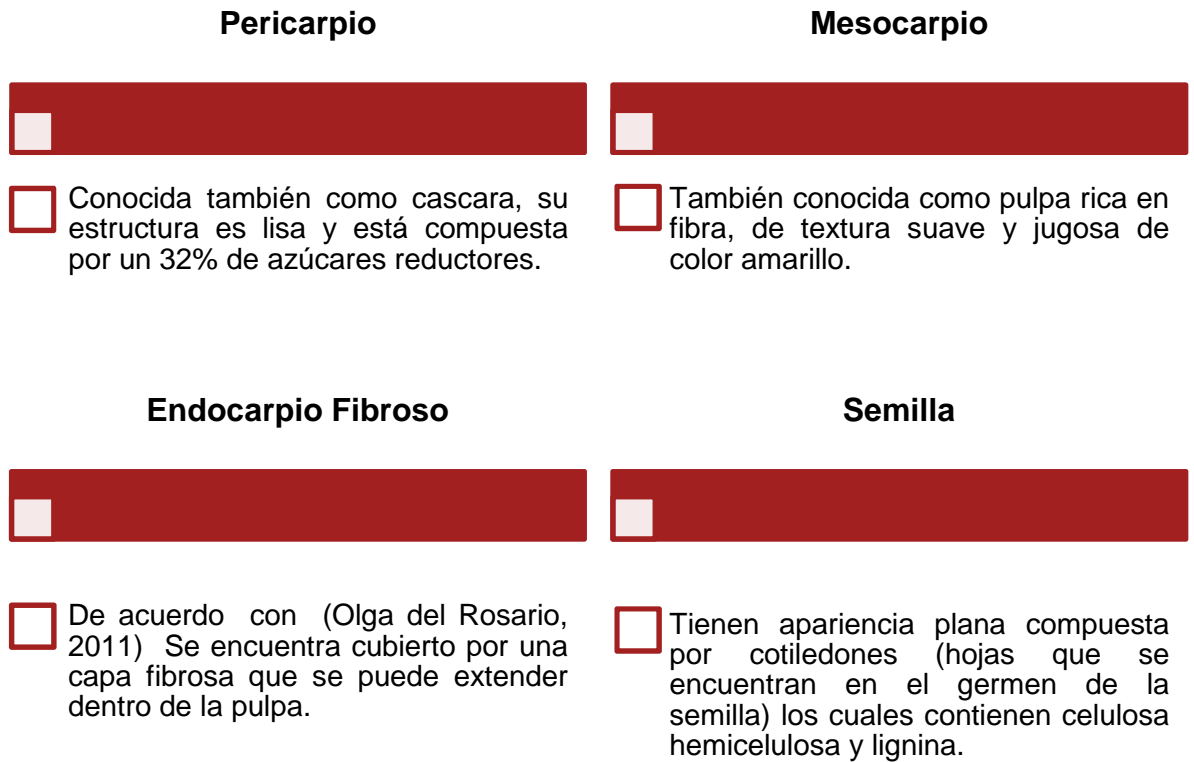 Pericarpio
Conocida también como cascara, su
estructura es lisa y está compuesta
por un 32% de azúcares reductores.
Mesocarpio
También conocida como pulpa rica en
fibra, de textura suave y jugosa de
color amarillo.
Endocarpio Fibroso
De acuerdo con (Olga del Rosario,
2011) Se encuentra cubierto por una
capa fibrosa que se puede extender
dentro de la pulpa.
Semilla
Tienen apariencia plana compuesta
por cotiledones (hojas que se
encuentran en el germen de la
semilla) los cuales contienen celulosa
hemicelulosa y lignina.